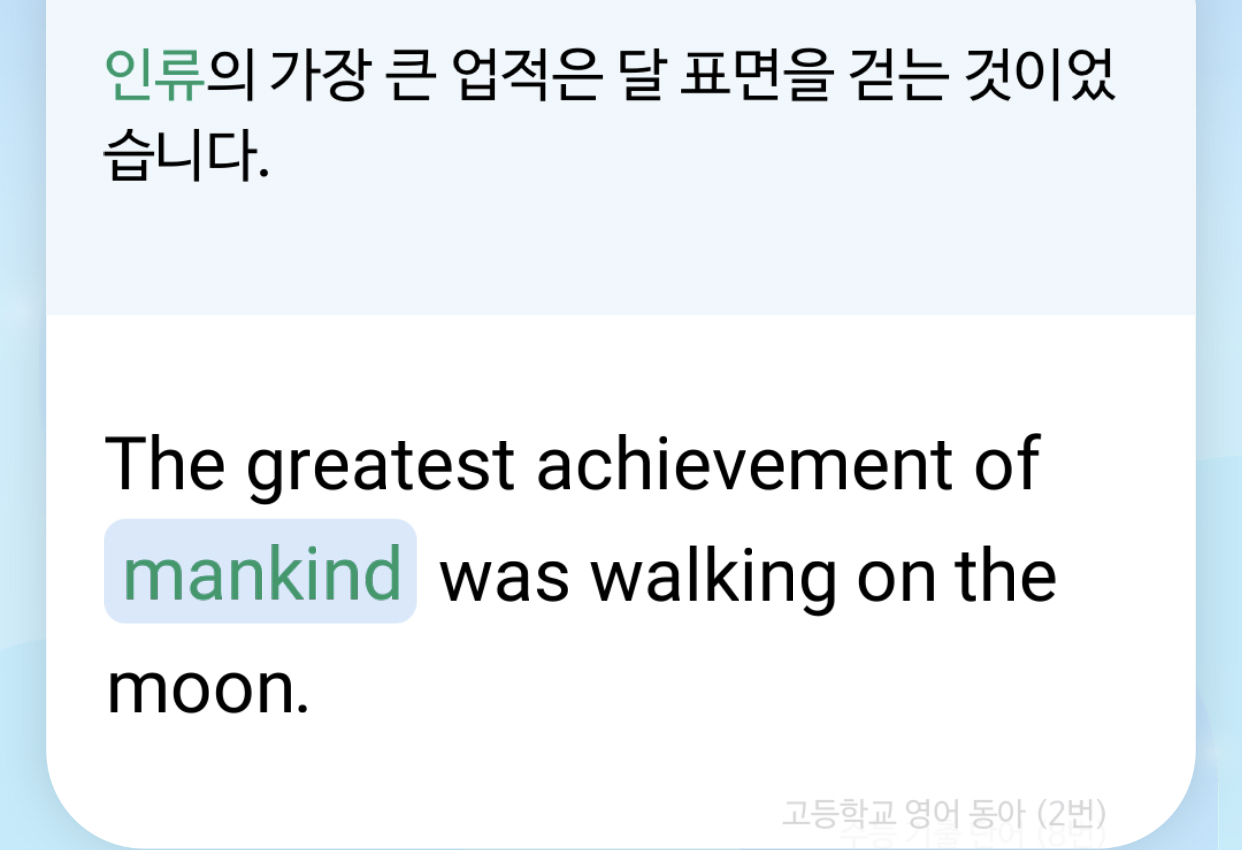 인류의 가장 큰 업적은 달 표면을 걷는 것이었
습니다.
The greatest achievement of
mankind was walking on the
moon.
고등학교 영어 동아 (2번)